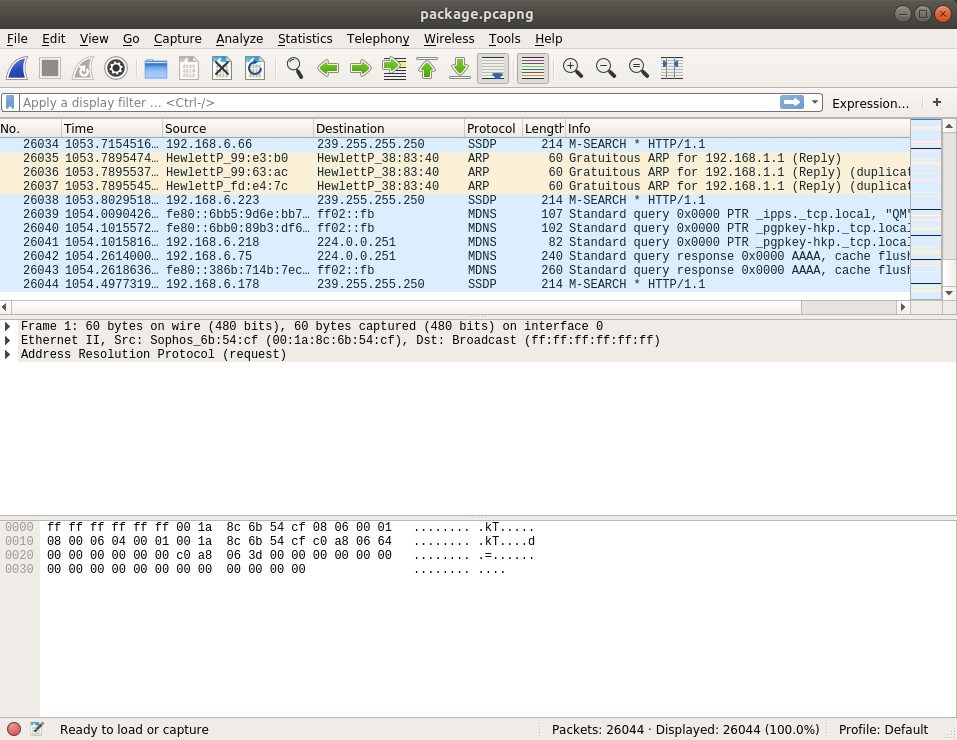 package.pcapng
File Edit View Go Capture Analyze Statistics Telephony Wireless Tools Help
Apply a display filter … <Ctrl-/> Expression… +
No. Time Source Destination Protocol Length Info
26034 1053.7154516… 192.168.6.66 239.255.255.250 SSDP 214 M-SEARCH * HTTP/1.1
26035 1053.7895474… HewlettP_99:e3:b0 HewlettP_38:83:40 ARP 60 Gratuitous ARP for 192.168.1.1 (Reply)
26036 1053.7895537… HewlettP_99:63:ac HewlettP_38:83:40 ARP 60 Gratuitous ARP for 192.168.1.1 (Reply) (duplicat
26037 1053.7895545… HewlettP_fd:e4:7c HewlettP_38:83:40 ARP 60 Gratuitous ARP for 192.168.1.1 (Reply) (duplicat
26038 1053.8029518… 192.168.6.223 239.255.255.250 SSDP 214 M-SEARCH * HTTP/1.1
26039 1054.0090426… fe80::6bb5:9d6e:bb7… ff02::fb MDNS 107 Standard query 0x0000 PTR _ipps._tcp.local, "QM"
26040 1054.1015572… fe80::6bb0:89b3:df6… ff02::fb MDNS 102 Standard query 0x0000 PTR _pgpkey-hkp._tcp.local
26041 1054.1015816… 192.168.6.218 224.0.0.251 MDNS 82 Standard query 0x0000 PTR _pgpkey-hkp._tcp.local
26042 1054.2614000… 192.168.6.75 224.0.0.251 MDNS 240 Standard query response 0x0000 AAAA, cache flush
26043 1054.2618636… fe80::386b:714b:7ec… ff02::fb MDNS 260 Standard query response 0x0000 AAAA, cache flush
26044 1054.4977319… 192.168.6.178 239.255.255.250 SSDP 214 M-SEARCH * HTTP/1.1
Frame 1: 60 bytes on wire (480 bits), 60 bytes captured (480 bits) on interface 0
Ethernet II, Src: Sophos_6b:54:cf (00:1a:8c:6b:54:cf), Dst: Broadcast (ff:ff:ff:ff:ff:ff)
Address Resolution Protocol (request)
0000 ff ff ff ff ff ff 00 1a 8c 6b 54 cf 08 06 00 01 ........ .kT.....
0010 08 00 06 04 00 01 00 1a 8c 6b 54 cf c0 a8 06 64 ........ .kT....d
0020 00 00 00 00 00 00 c0 a8 06 3d 00 00 00 00 00 00 ........ .=......
0030 00 00 00 00 00 00 00 00 00 00 00 00 ........ ....
Ready to load or capture Packets: 26044 · Displayed: 26044 (100.0%) Profile: Default